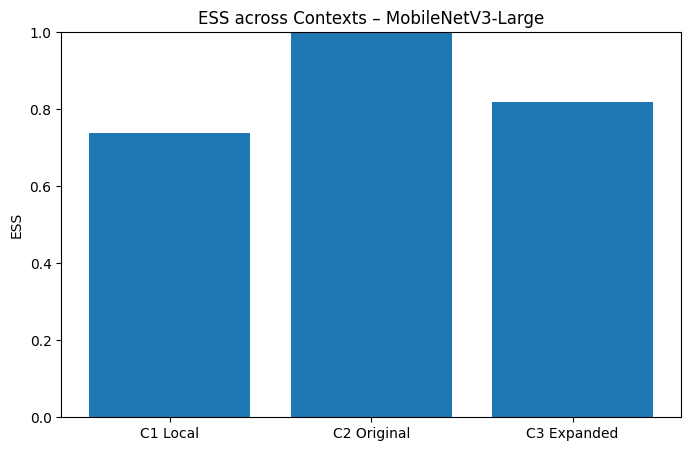 ESS across Contexts – MobileNetV3-Large
1.0
0.8
0.6
0.4
0.2
0.0
ESS
C1 Local
C2 Original
C3 Expanded